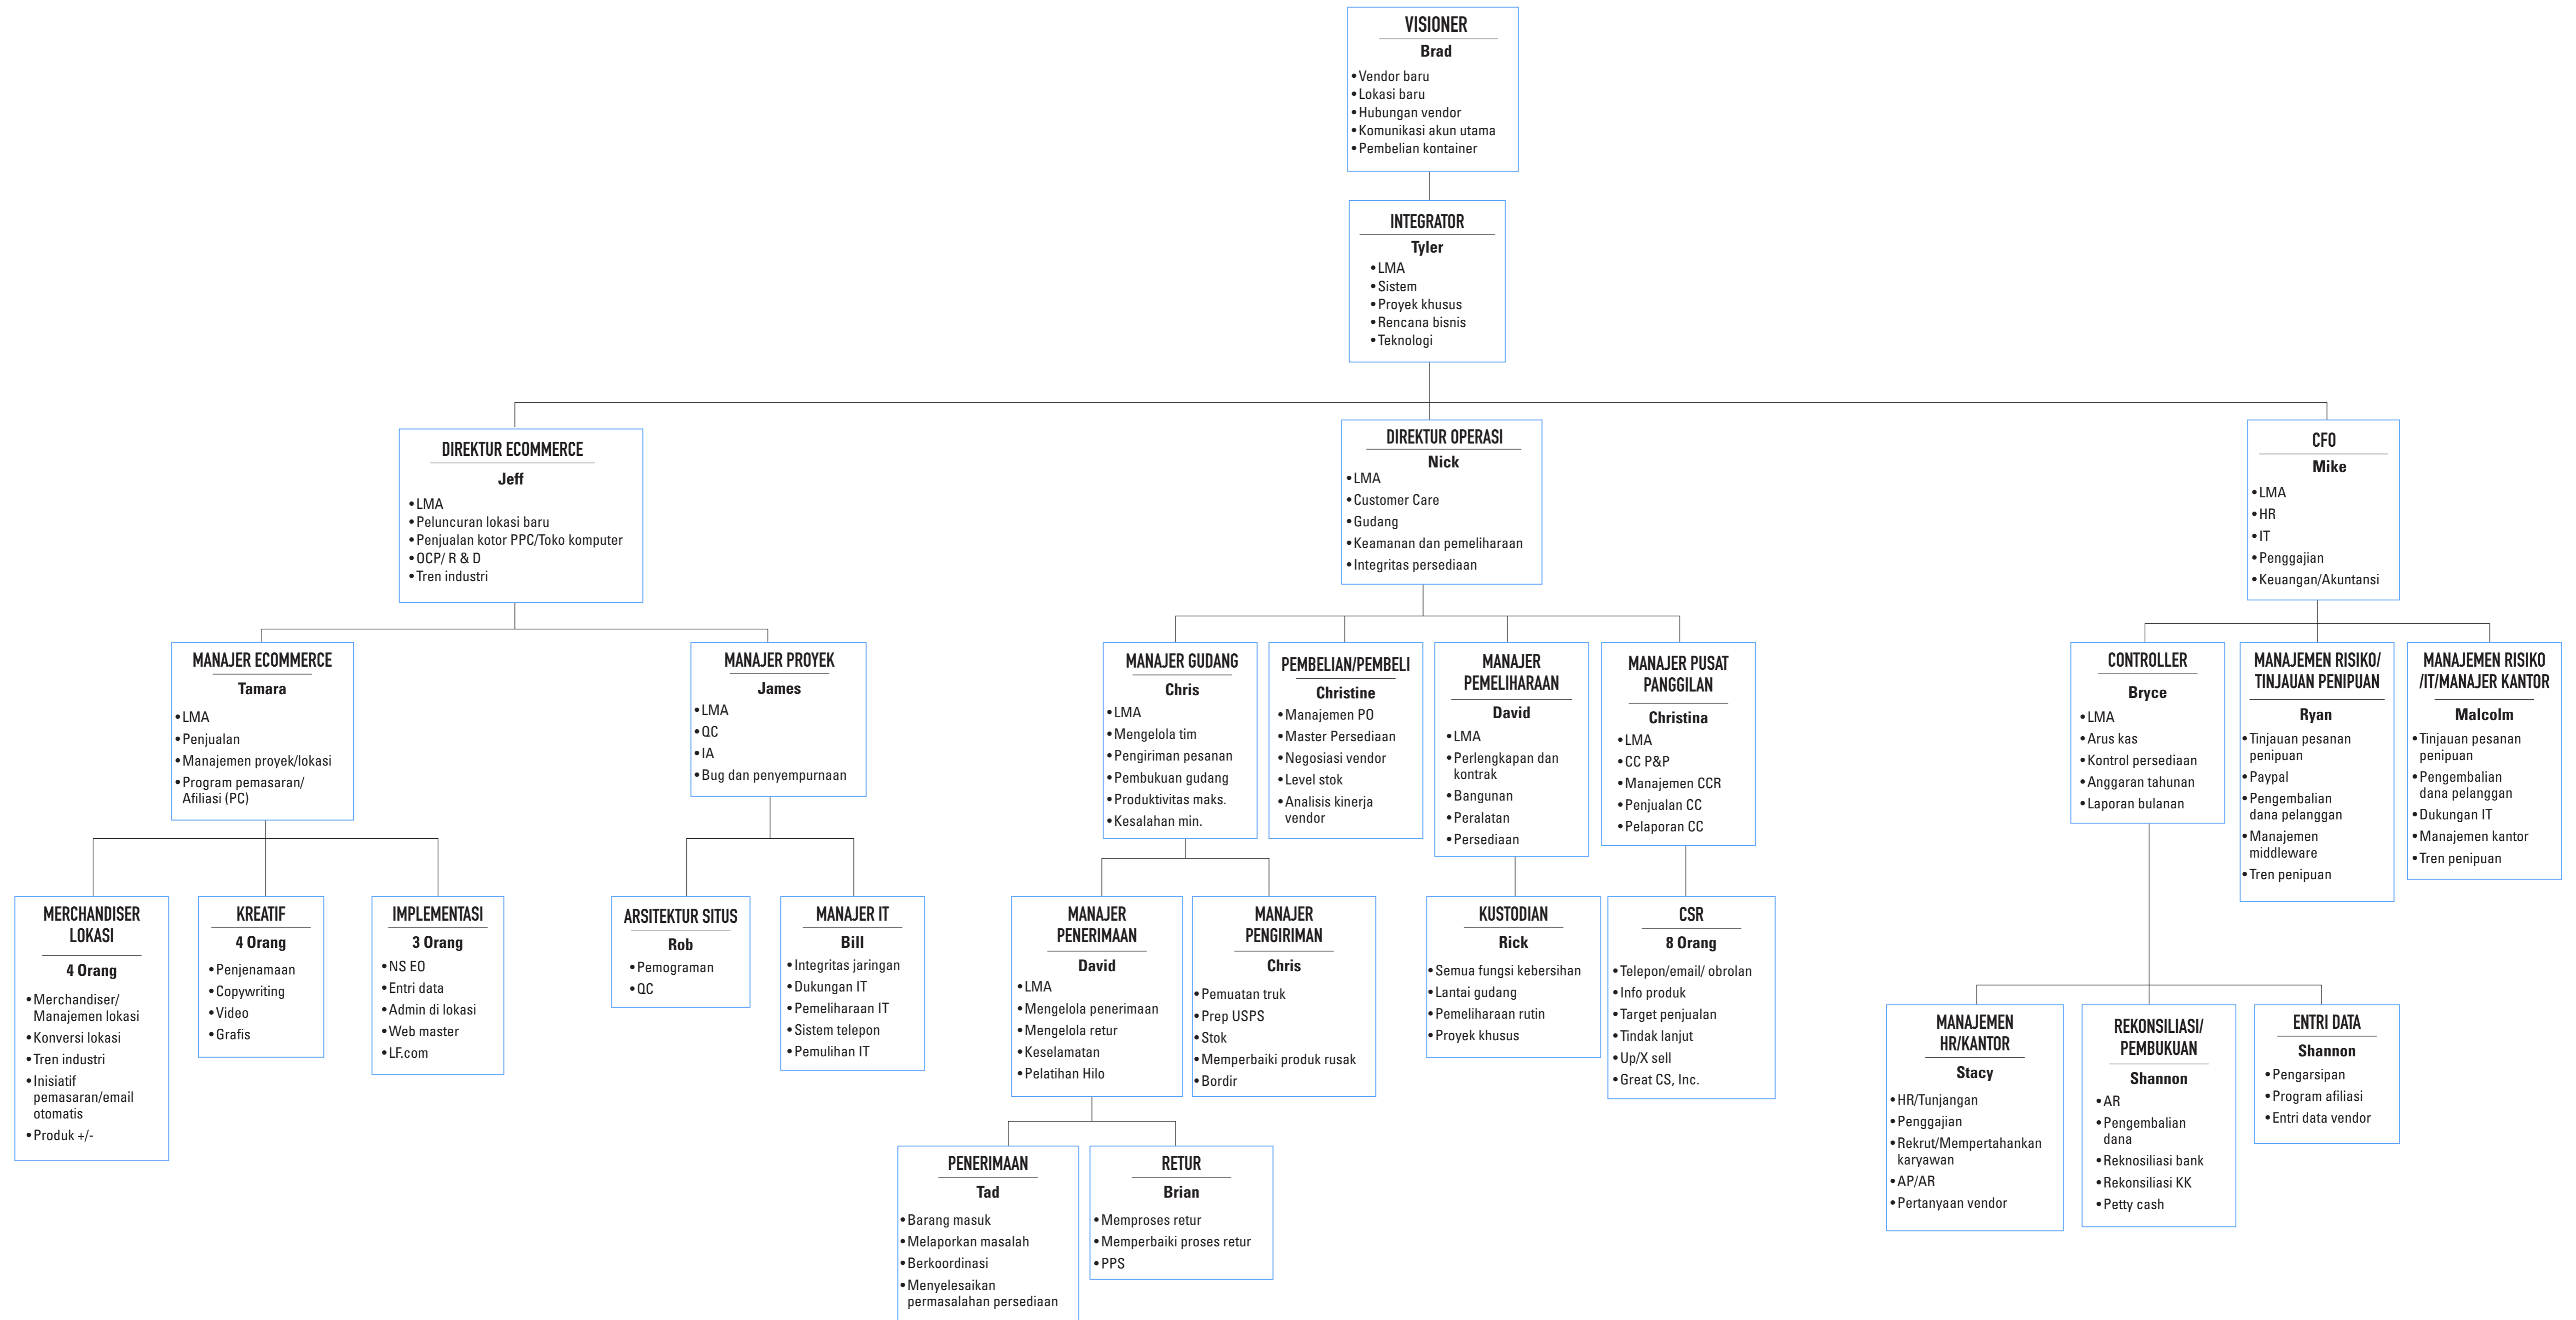 VISIONER
Brad
• Vendor baru
• Lokasi baru
• Hubungan vendor
• Komunikasi akun utama
• Pembelian kontainer
INTEGRATOR
Tyler
• LMA
• Sistem
• Proyek khusus
• Rencana bisnis
• Teknologi
DIREKTUR ECOMMERCE
Jeff
• LMA
• Peluncuran lokasi baru
• Penjualan kotor PPC/Toko komputer
• OCP/ R & D
• Tren industri
DIREKTUR OPERASI
Nick
• LMA
• Customer Care
• Gudang
• Keamanan dan pemeliharaan
• Integritas persediaan
CFO
Mike
• LMA
• HR
• IT
• Penggajian
• Keuangan/Akuntansi
MANAJER ECOMMERCE
Tamara
• LMA
• Penjualan
• Manajemen proyek/lokasi
• Program pemasaran/
Afiliasi (PC)
MANAJER PROYEK
James
• LMA
• QC
• IA
• Bug dan penyempurnaan
MANAJER GUDANG
Chris
• LMA
• Mengelola tim
• Pengiriman pesanan
• Pembukuan gudang
• Produktivitas maks.
• Kesalahan min.
PEMBELIAN/PEMBELI
Christine
• Manajemen PO
• Master Persediaan
• Negosiasi vendor
• Level stok
• Analisis kinerja
vendor
MANAJER
PEMELIHARAAN
David
• LMA
• Perlengkapan dan
kontrak
• Bangunan
• Peralatan
• Persediaan
MANAJER PUSAT
PANGGILAN
Christina
• LMA
• CC P&P
• Manajemen CCR
• Penjualan CC
• Pelaporan CC
CONTROLLER
Bryce
• LMA
• Arus kas
• Kontrol persediaan
• Anggaran tahunan
• Laporan bulanan
MANAJEMEN RISIKO/
TINJAUAN PENIPUAN
Ryan
• Tinjauan pesanan
penipuan
• Paypal
• Pengembalian
dana pelanggan
• Manajemen
middleware
• Tren penipuan
MANAJEMEN RISIKO
/IT/MANAJER KANTOR
Malcolm
• Tinjauan pesanan
penipuan
• Pengembalian
dana pelanggan
• Dukungan IT
• Manajemen kantor
• Tren penipuan
MERCHANDISER
LOKASI
4 Orang
• Merchandiser/
Manajemen lokasi
• Konversi lokasi
• Tren industri
• Inisiatif
pemasaran/email
otomatis
• Produk +/-
KREATIF
4 Orang
• Penjenamaan
• Copywriting
• Video
• Grafis
IMPLEMENTASI
3 Orang
• NS EO
• Entri data
• Admin di lokasi
• Web master
• LF.com
ARSITEKTUR SITUS
Rob
• Pemograman
• QC
MANAJER IT
Bill
• Integritas jaringan
• Dukungan IT
• Pemeliharaan IT
• Sistem telepon
• Pemulihan IT
MANAJER
PENERIMAAN
David
• LMA
• Mengelola penerimaan
• Mengelola retur
• Keselamatan
• Pelatihan Hilo
MANAJER
PENGIRIMAN
Chris
• Pemuatan truk
• Prep USPS
• Stok
• Memperbaiki produk rusak
• Bordir
KUSTODIAN
Rick
• Semua fungsi kebersihan
• Lantai gudang
• Pemeliharaan rutin
• Proyek khusus
CSR
8 Orang
• Telepon/email/ obrolan
• Info produk
• Target penjualan
• Tindak lanjut
• Up/X sell
• Great CS, Inc.
MANAJEMEN
HR/KANTOR
Stacy
• HR/Tunjangan
• Penggajian
• Rekrut/Mempertahankan
karyawan
• AP/AR
• Pertanyaan vendor
REKONSILIASI/
PEMBUKUAN
Shannon
• AR
• Pengembalian
dana
• Reknosiliasi bank
• Rekonsiliasi KK
• Petty cash
ENTRI DATA
Shannon
• Pengarsipan
• Program afiliasi
• Entri data vendor
PENERIMAAN
Tad
• Barang masuk
• Melaporkan masalah
• Berkoordinasi
• Menyelesaikan
permasalahan persediaan
RETUR
Brian
• Memproses retur
• Memperbaiki proses retur
• PPS